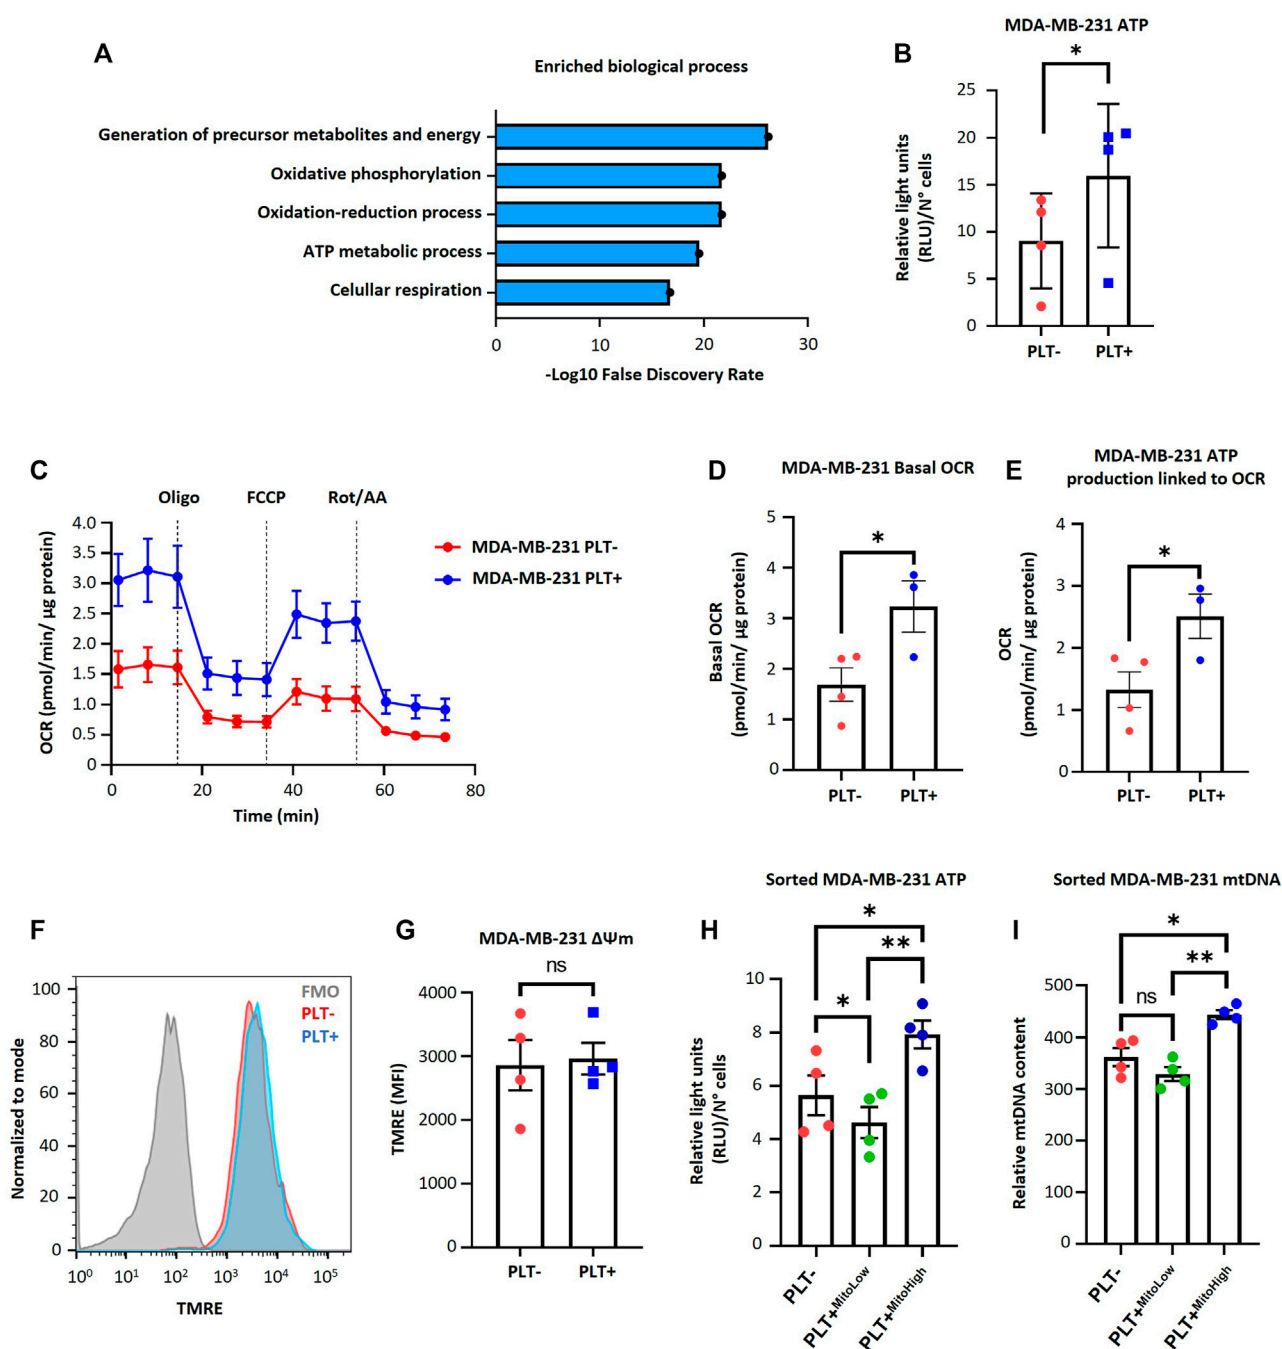 A
Enriched biological process
Generation of precursor metabolites and energy
Oxidative phosphorylation
Oxidation-reduction process
ATP metabolic process
Celullar respiration
0 10 20 30
-Log10 False Discovery Rate
B
MDA-MB-231 ATP
*
Relative light units
(RLU)/N° cells
25
20
15
10
5
0
PLT- PLT+
C
Oligo FCCP Rot/AA
OCR (pmol/min/ µg protein)
4.0
3.5
3.0
2.5
2.0
1.5
1.0
0.5
0
0 20 40 60 80
Time (min)
MDA-MB-231 PLT-
MDA-MB-231 PLT+
D
MDA-MB-231 Basal OCR
*
Basal OCR
(pmol/min/ µg protein)
5
4
3
2
1
0
PLT- PLT+
E
MDA-MB-231 ATP
production linked to OCR
*
OCR
(pmol/min/ µg protein)
4
3
2
1
0
PLT- PLT+
F
Normalized to mode
100
80
60
40
20
0
FMO
PLT-
PLT+
10⁰ 10¹ 10² 10³ 10⁴ 10⁵
TMRE
G
MDA-MB-231 ΔΨm
ns
TMRE (MFI)
4000
3000
2000
1000
0
PLT- PLT+
H
Sorted MDA-MB-231 ATP
*
**
*
Relative light units
(RLU)/N° cells
10
8
6
4
2
0
PLT-
PLT+MitoLow
PLT+MitoHigh
I
Sorted MDA-MB-231 mtDNA
*
**
ns
Relative mtDNA content
500
400
300
200
100
0
PLT-
PLT+MitoLow
PLT+MitoHigh